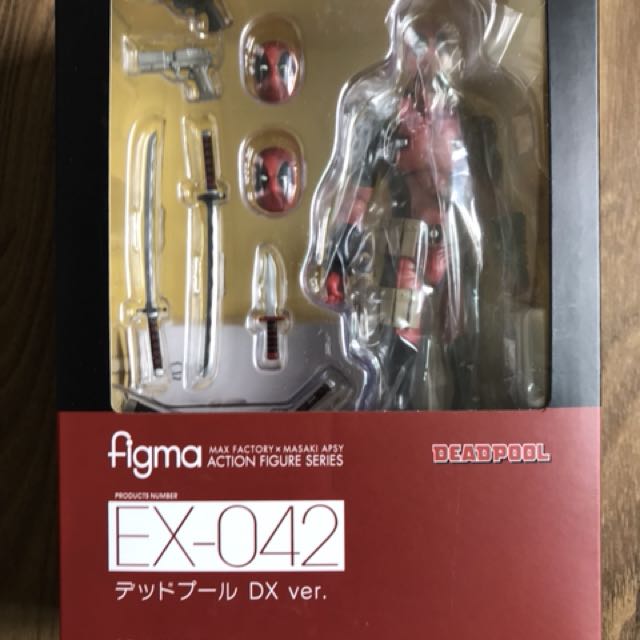 figma MAX FACTORY × MASAKI APSY
ACTION FIGURE SERIES
DEADPOOL
PRODUCTS NUMBER
EX-042
デッドプール DX ver.